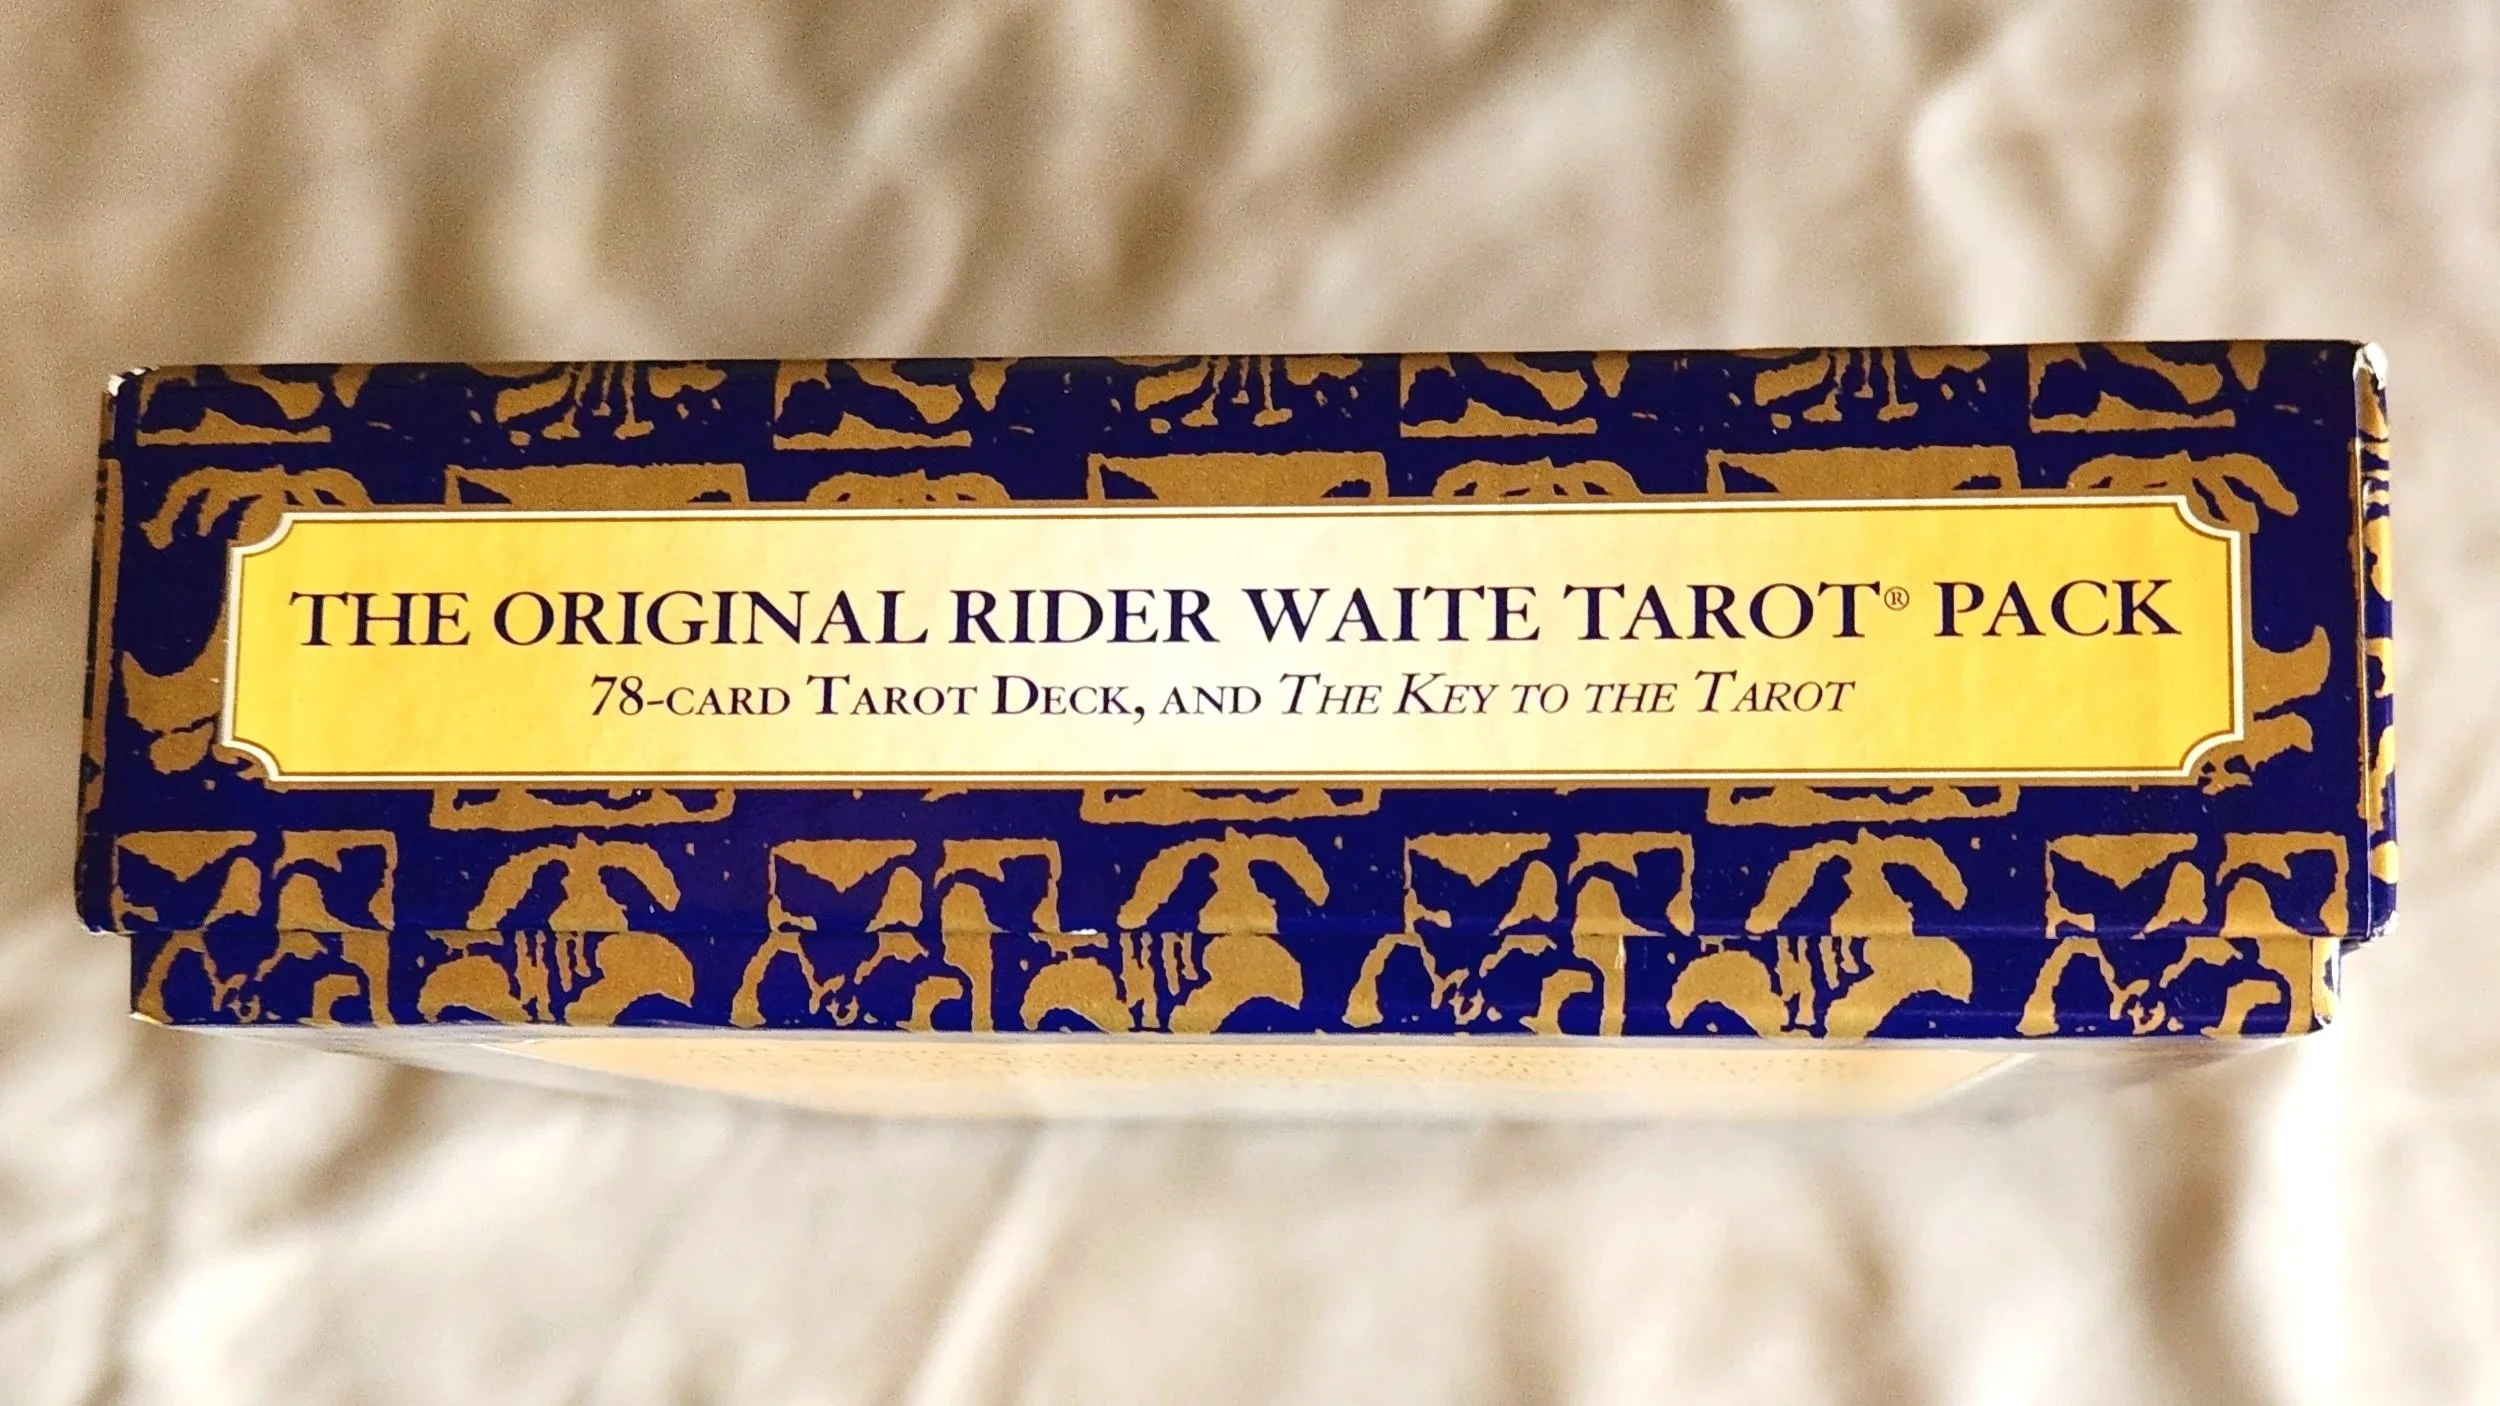 THE ORIGINAL RIDER WAITE TAROT® PACK
78-CARD TAROT DECK, AND THE KEY TO THE TAROT